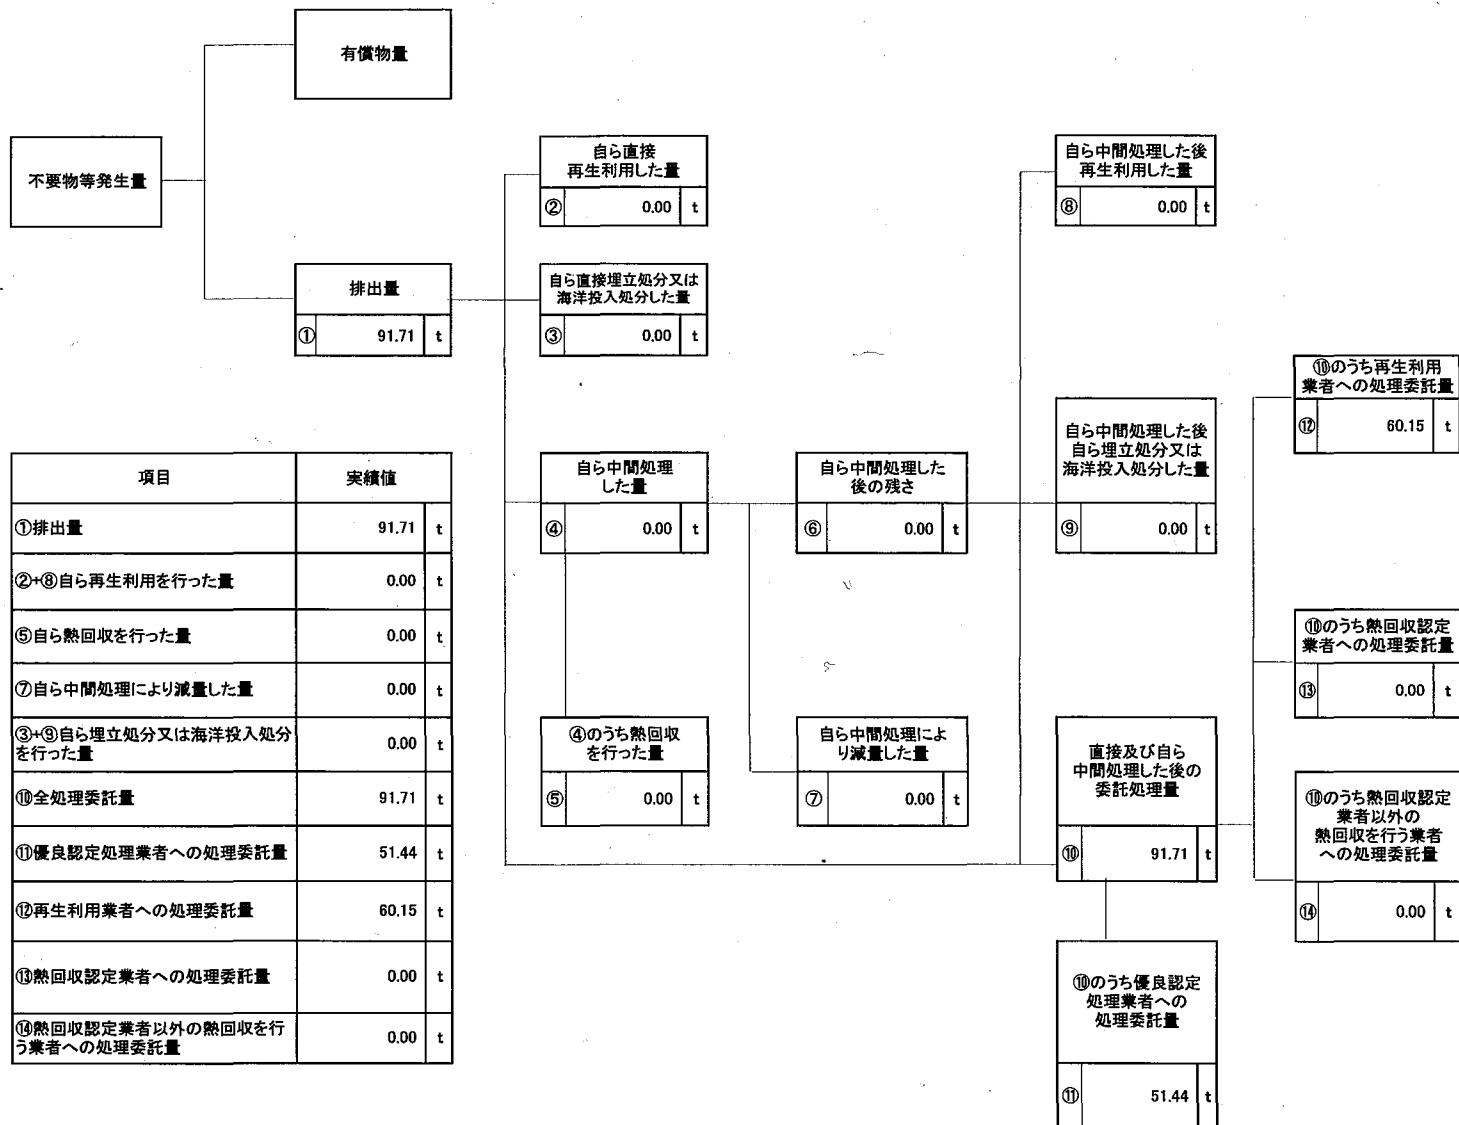 有償物量
不要物等発生量
自ら直接
再生利用した量
② 0.00 t
自ら中間処理した後
再生利用した量
⑧ 0.00 t
排出量
① 91.71 t
自ら直接埋立処分又は
海洋投入処分した量
③ 0.00 t
⑩のうち再生利用
業者への処理委託量
⑫ 60.15 t
自ら中間処理
した量
④ 0.00 t
自ら中間処理した
後の残さ
⑥ 0.00 t
自ら中間処理した後
自ら埋立処分又は
海洋投入処分した量
⑨ 0.00 t
⑩のうち熱回収認定
業者への処理委託量
⑬ 0.00 t
④のうち熱回収
を行った量
⑤ 0.00 t
自ら中間処理によ
り減量した量
⑦ 0.00 t
直接及び自ら
中間処理した後の
委託処理量
⑩ 91.71 t
⑩のうち熱回収認定
業者以外の
熱回収を行う業者
への処理委託量
⑭ 0.00 t
⑩のうち優良認定
処理業者への
処理委託量
⑪ 51.44 t
項目 実績値
①排出量 91.71 t
②+⑧自ら再生利用を行った量 0.00 t
⑤自ら熱回収を行った量 0.00 t
⑦自ら中間処理により減量した量 0.00 t
③+⑨自ら埋立処分又は海洋投入処分
を行った量 0.00 t
⑩全処理委託量 91.71 t
⑪優良認定処理業者への処理委託量 51.44 t
⑫再生利用業者への処理委託量 60.15 t
⑬熱回収認定業者への処理委託量 0.00 t
⑭熱回収認定業者以外の熱回収を行
う業者への処理委託量 0.00 t